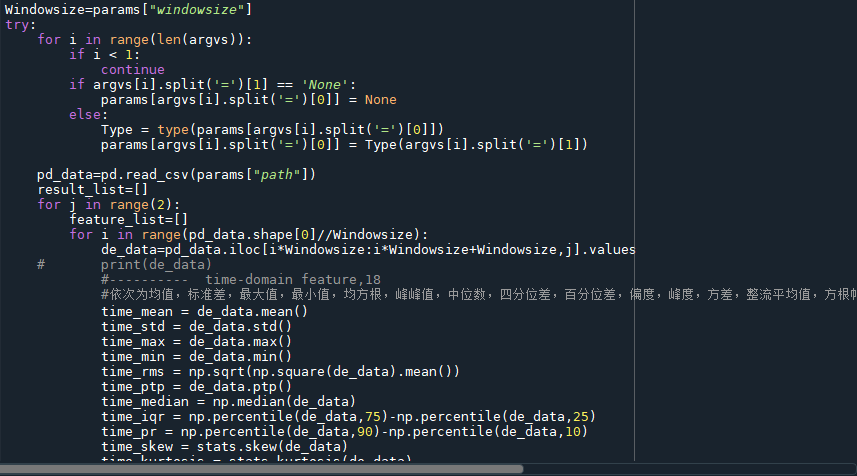 Windowsize=params["windowsize"]
try:
    for i in range(len(argvs)):
        if i < 1:
            continue
        if argvs[i].split('=')[1] == 'None':
            params[argvs[i].split('=')[0]] = None
        else:
            Type = type(params[argvs[i].split('=')[0]])
            params[argvs[i].split('=')[0]] = Type(argvs[i].split('=')[1])
    pd_data=pd.read_csv(params["path"])
    result_list=[]
    for j in range(2):
        feature_list=[]
        for i in range(pd_data.shape[0]//Windowsize):
            de_data=pd_data.iloc[i*Windowsize:i*Windowsize+Windowsize,j].values
    #       print(de_data)
            #----------  time-domain feature,18
            #依次为均值，标准差，最大值，最小值，均方根，峰峰值，中位数，四分位差，百分位差，偏度，峰度，方差，整流平均值，方根
            time_mean = de_data.mean()
            time_std = de_data.std()
            time_max = de_data.max()
            time_min = de_data.min()
            time_rms = np.sqrt(np.square(de_data).mean())
            time_ptp = de_data.ptp()
            time_median = np.median(de_data)
            time_iqr = np.percentile(de_data,75)-np.percentile(de_data,25)
            time_pr = np.percentile(de_data,90)-np.percentile(de_data,10)
            time_skew = stats.skew(de_data)
            time_kurtosis = stats.kurtosis(de_data)